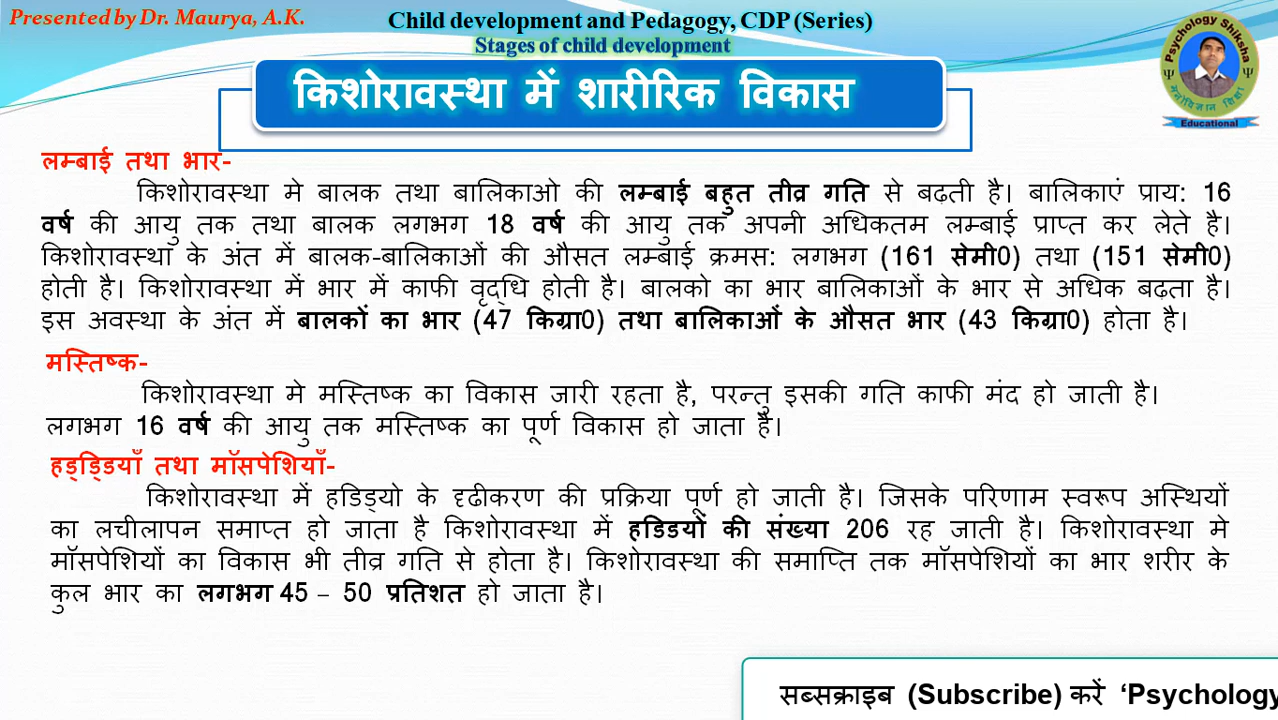 Presented by Dr. Maurya, A.K.
Child development and Pedagogy, CDP (Series)
Stages of child development
Psychology Shiksha
Ψ Ψ
मनोविज्ञान शिक्षा
Educational
किशोरावस्था में शारीरिक विकास
लम्बाई तथा भार-
किशोरावस्था मे बालक तथा बालिकाओ की लम्बाई बहुत तीव्र गति से बढ़ती है। बालिकाएं प्राय: 16
वर्ष की आयु तक तथा बालक लगभग 18 वर्ष की आयु तक अपनी अधिकतम लम्बाई प्राप्त कर लेते है।
किशोरावस्था के अंत में बालक-बालिकाओं की औसत लम्बाई क्रमस: लगभग (161 सेमी0) तथा (151 सेमी0)
होती है। किशोरावस्था में भार में काफी वृद्धि होती है। बालको का भार बालिकाओं के भार से अधिक बढ़ता है।
इस अवस्था के अंत में बालकों का भार (47 किग्रा0) तथा बालिकाओं के औसत भार (43 किग्रा0) होता है।
मस्तिष्क-
किशोरावस्था मे मस्तिष्क का विकास जारी रहता है, परन्तु इसकी गति काफी मंद हो जाती है।
लगभग 16 वर्ष की आयु तक मस्तिष्क का पूर्ण विकास हो जाता है।
हड्डियाँ तथा मॉसपेशियाँ-
किशोरावस्था में हडिड्यो के दृढीकरण की प्रक्रिया पूर्ण हो जाती है। जिसके परिणाम स्वरूप अस्थियों
का लचीलापन समाप्त हो जाता है किशोरावस्था में हडिडयों की संख्या 206 रह जाती है। किशोरावस्था मे
मॉसपेशियों का विकास भी तीव्र गति से होता है। किशोरावस्था की समाप्ति तक मॉसपेशियों का भार शरीर के
कुल भार का लगभग 45 – 50 प्रतिशत हो जाता है।
सब्सक्राइब (Subscribe) करें ‘Psychology